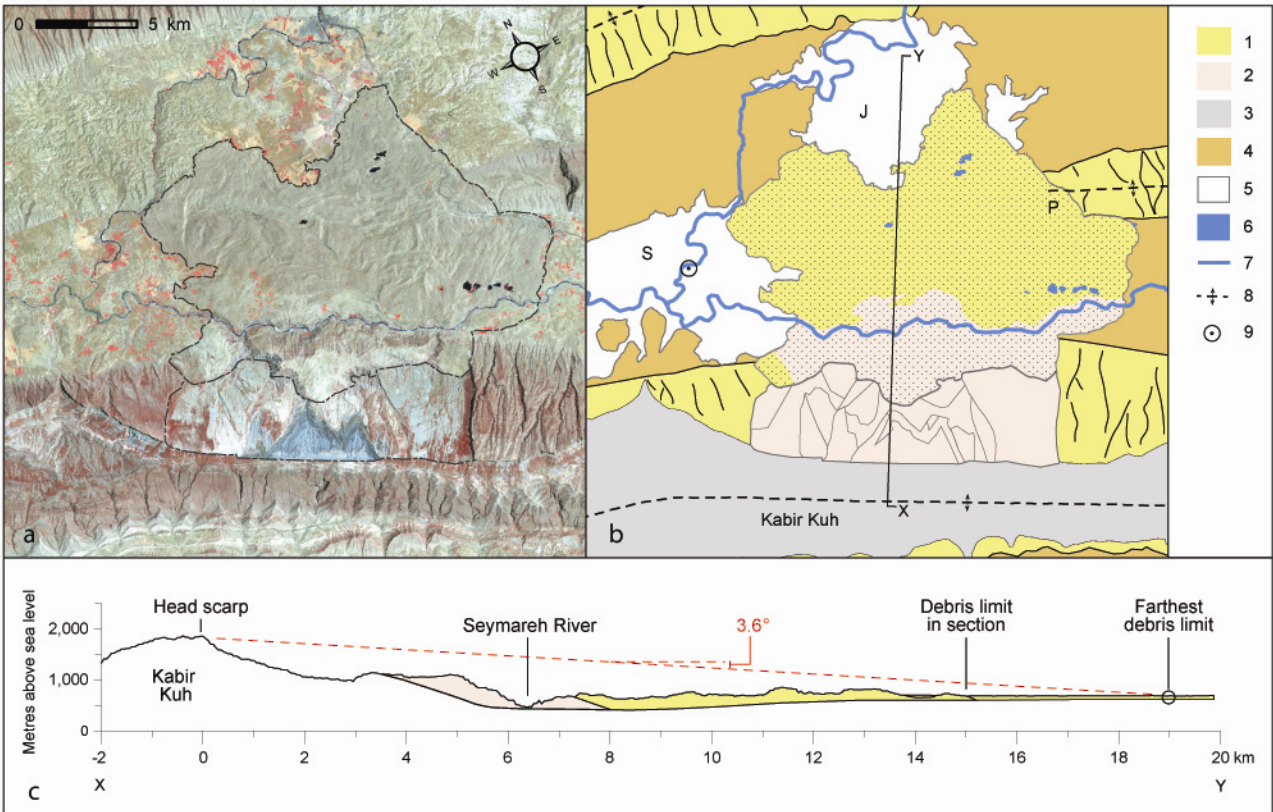 0 5 km
N
E
W
S
a
Y
J
S
P
X
Kabir Kuh
b
1
2
3
4
5
6
7
8
9
Metres above sea level
2,000
1,000
0
Head scarp
Kabir
Kuh
Seymareh River
3.6°
Debris limit
in section
Farthest
debris limit
-2 0 2 4 6 8 10 12 14 16 18 20 km
X Y
c